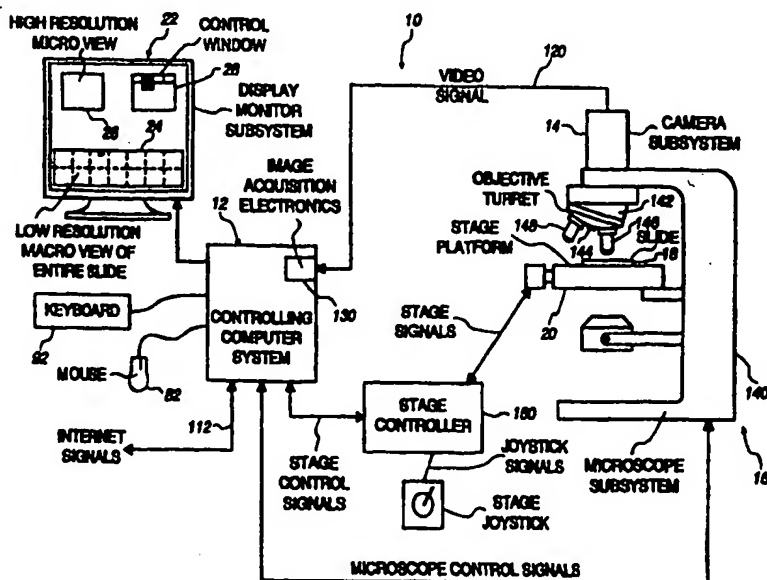 HIGH RESOLUTION
MICRO VIEW
22
CONTROL
WINDOW
26
DISPLAY
MONITOR
SUBSYSTEM
28
24
LOW RESOLUTION
MACRO VIEW OF
ENTIRE SLIDE
IMAGE
ACQUISITION
ELECTRONICS
12
130
CONTROLLING
COMPUTER
SYSTEM
KEYBOARD
92
MOUSE
82
112
INTERNET
SIGNALS
10
120
VIDEO
SIGNAL
14
CAMERA
SUBSYSTEM
OBJECTIVE
TURRET
142
148
144
146
STAGE
PLATFORM
SLIDE
18
20
STAGE
SIGNALS
140
STAGE
CONTROLLER
160
STAGE
CONTROL
SIGNALS
JOYSTICK
SIGNALS
STAGE
JOYSTICK
MICROSCOPE
SUBSYSTEM
16
MICROSCOPE CONTROL SIGNALS